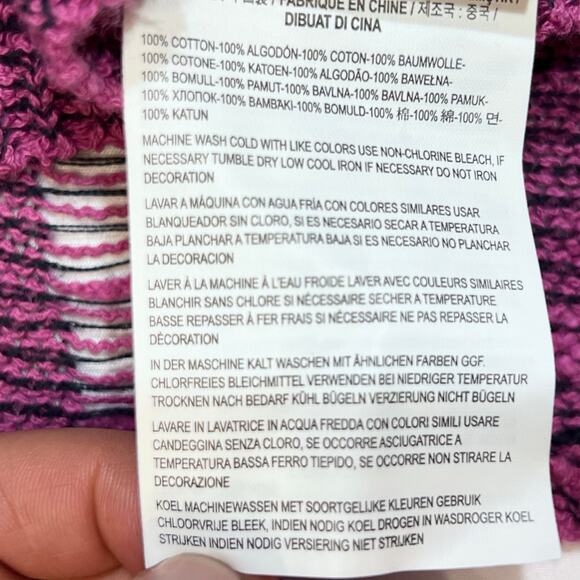 FABRIQUÉ EN CHINE / 제조국 : 중국 /
DIBUAT DI CINA
100% COTTON-100% ALGODÓN-100% COTON-100% BAUMWOLLE-
100% COTONE-100% KATOEN-100% ALGODÃO-100% BAWEŁNA-
100% BOMULL-100% PAMUT-100% BAVLNA-100% BAVLNA-100% PAMUK-
100% ХЛОПОК-100% ΒΑΜΒΑΚΙ-100% BOMULD-100% 棉-100% 綿-100% 면-
100% KATUN
MACHINE WASH COLD WITH LIKE COLORS USE NON-CHLORINE BLEACH, IF
NECESSARY TUMBLE DRY LOW COOL IRON IF NECESSARY DO NOT IRON
DECORATION
LAVAR A MÁQUINA CON AGUA FRÍA CON COLORES SIMILARES USAR
BLANQUEADOR SIN CLORO, SI ES NECESARIO SECAR A TEMPERATURA
BAJA PLANCHAR A TEMPERATURA BAJA SI ES NECESARIO NO PLANCHAR
LA DECORACION
LAVER À LA MACHINE À L'EAU FROIDE LAVER AVEC COULEURS SIMILAIRES
BLANCHIR SANS CHLORE SI NÉCESSAIRE SECHER A TEMPERATURE
BASSE REPASSER À FER FRAIS SI NÉCESSAIRE NE PAS REPASSER LA
DÉCORATION
IN DER MASCHINE KALT WASCHEN MIT ÄHNLICHEN FARBEN GGF.
CHLORFREIES BLEICHMITTEL VERWENDEN BEI NIEDRIGER TEMPERATUR
TROCKNEN NACH BEDARF KÜHL BÜGELN VERZIERUNG NICHT BÜGELN
LAVARE IN LAVATRICE IN ACQUA FREDDA CON COLORI SIMILI USARE
CANDEGGINA SENZA CLORO, SE OCCORRE ASCIUGATRICE A
TEMPERATURA BASSA FERRO TIEPIDO, SE OCCORRE NON STIRARE LA
DECORAZIONE
KOEL MACHINEWASSEN MET SOORTGELIJKE KLEUREN GEBRUIK
CHLOORVRIJE BLEEK, INDIEN NODIG KOEL DROGEN IN WASDROGER KOEL
STRIJKEN INDIEN NODIG VERSIERING NIET STRIJKEN